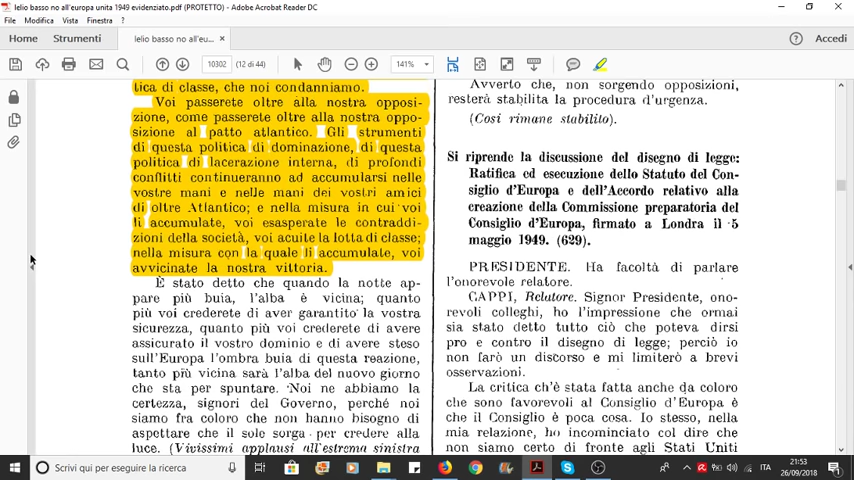 lelio basso no all'europa unita 1949 evidenziato.pdf (PROTETTO) - Adobe Acrobat Reader DC
File Modifica Vista Finestra ?
Home Strumenti lelio basso no all'eu... × Accedi
10302 (12 di 44) 141%
tica di classe, che noi condanniamo.
Voi passerete oltre alla nostra opposi-
zione, come passerete oltre alla nostra oppo-
sizione al patto atlantico. Gli strumenti
di questa politica di dominazione, di questa
politica di lacerazione interna, di profondi
conflitti continueranno ad accumularsi nelle
vostre mani e nelle mani dei vostri amici
di oltre Atlantico; e nella misura in cui voi
li accumulate, voi esasperate le contraddi-
zioni della società, voi acuite la lotta di classe;
nella misura con la quale li accumulate, voi
avvicinate la nostra vittoria.
È stato detto che quando la notte ap-
pare più buia, l'alba è vicina; quanto
più voi crederete di aver garantito la vostra
sicurezza, quanto più voi crederete di avere
assicurato il vostro dominio e di avere steso
sull'Europa l'ombra buia di questa reazione,
tanto più vicina sarà l'alba del nuovo giorno
che sta per spuntare. Noi ne abbiamo la
certezza, signori del Governo, perché noi
siamo fra coloro che non hanno bisogno di
aspettare che il sole sorga per credere alla
luce. (Vivissimi applausi all'estrema sinistra
Avverto che, non sorgendo opposizioni,
resterà stabilita la procedura d'urgenza.
(Così rimane stabilito).
Si riprende la discussione del disegno di legge:
Ratifica ed esecuzione dello Statuto del Con-
siglio d'Europa e dell'Accordo relativo alla
creazione della Commissione preparatoria del
Consiglio d'Europa, firmato a Londra il 5
maggio 1949. (629).
PRESIDENTE. Ha facoltà di parlare
l'onorevole relatore.
CAPPI, Relatore. Signor Presidente, ono-
revoli colleghi, ho l'impressione che ormai
sia stato detto tutto ciò che poteva dirsi
pro e contro il disegno di legge; perciò io
non farò un discorso e mi limiterò a brevi
osservazioni.
La critica ch'è stata fatta anche da coloro
che sono favorevoli al Consiglio d'Europa è
che il Consiglio è poca cosa. Io stesso, nella
mia relazione, ho incominciato col dire che
non siamo certo di fronte agli Stati Uniti
Scrivi qui per eseguire la ricerca
ITA
21:53
26/09/2018